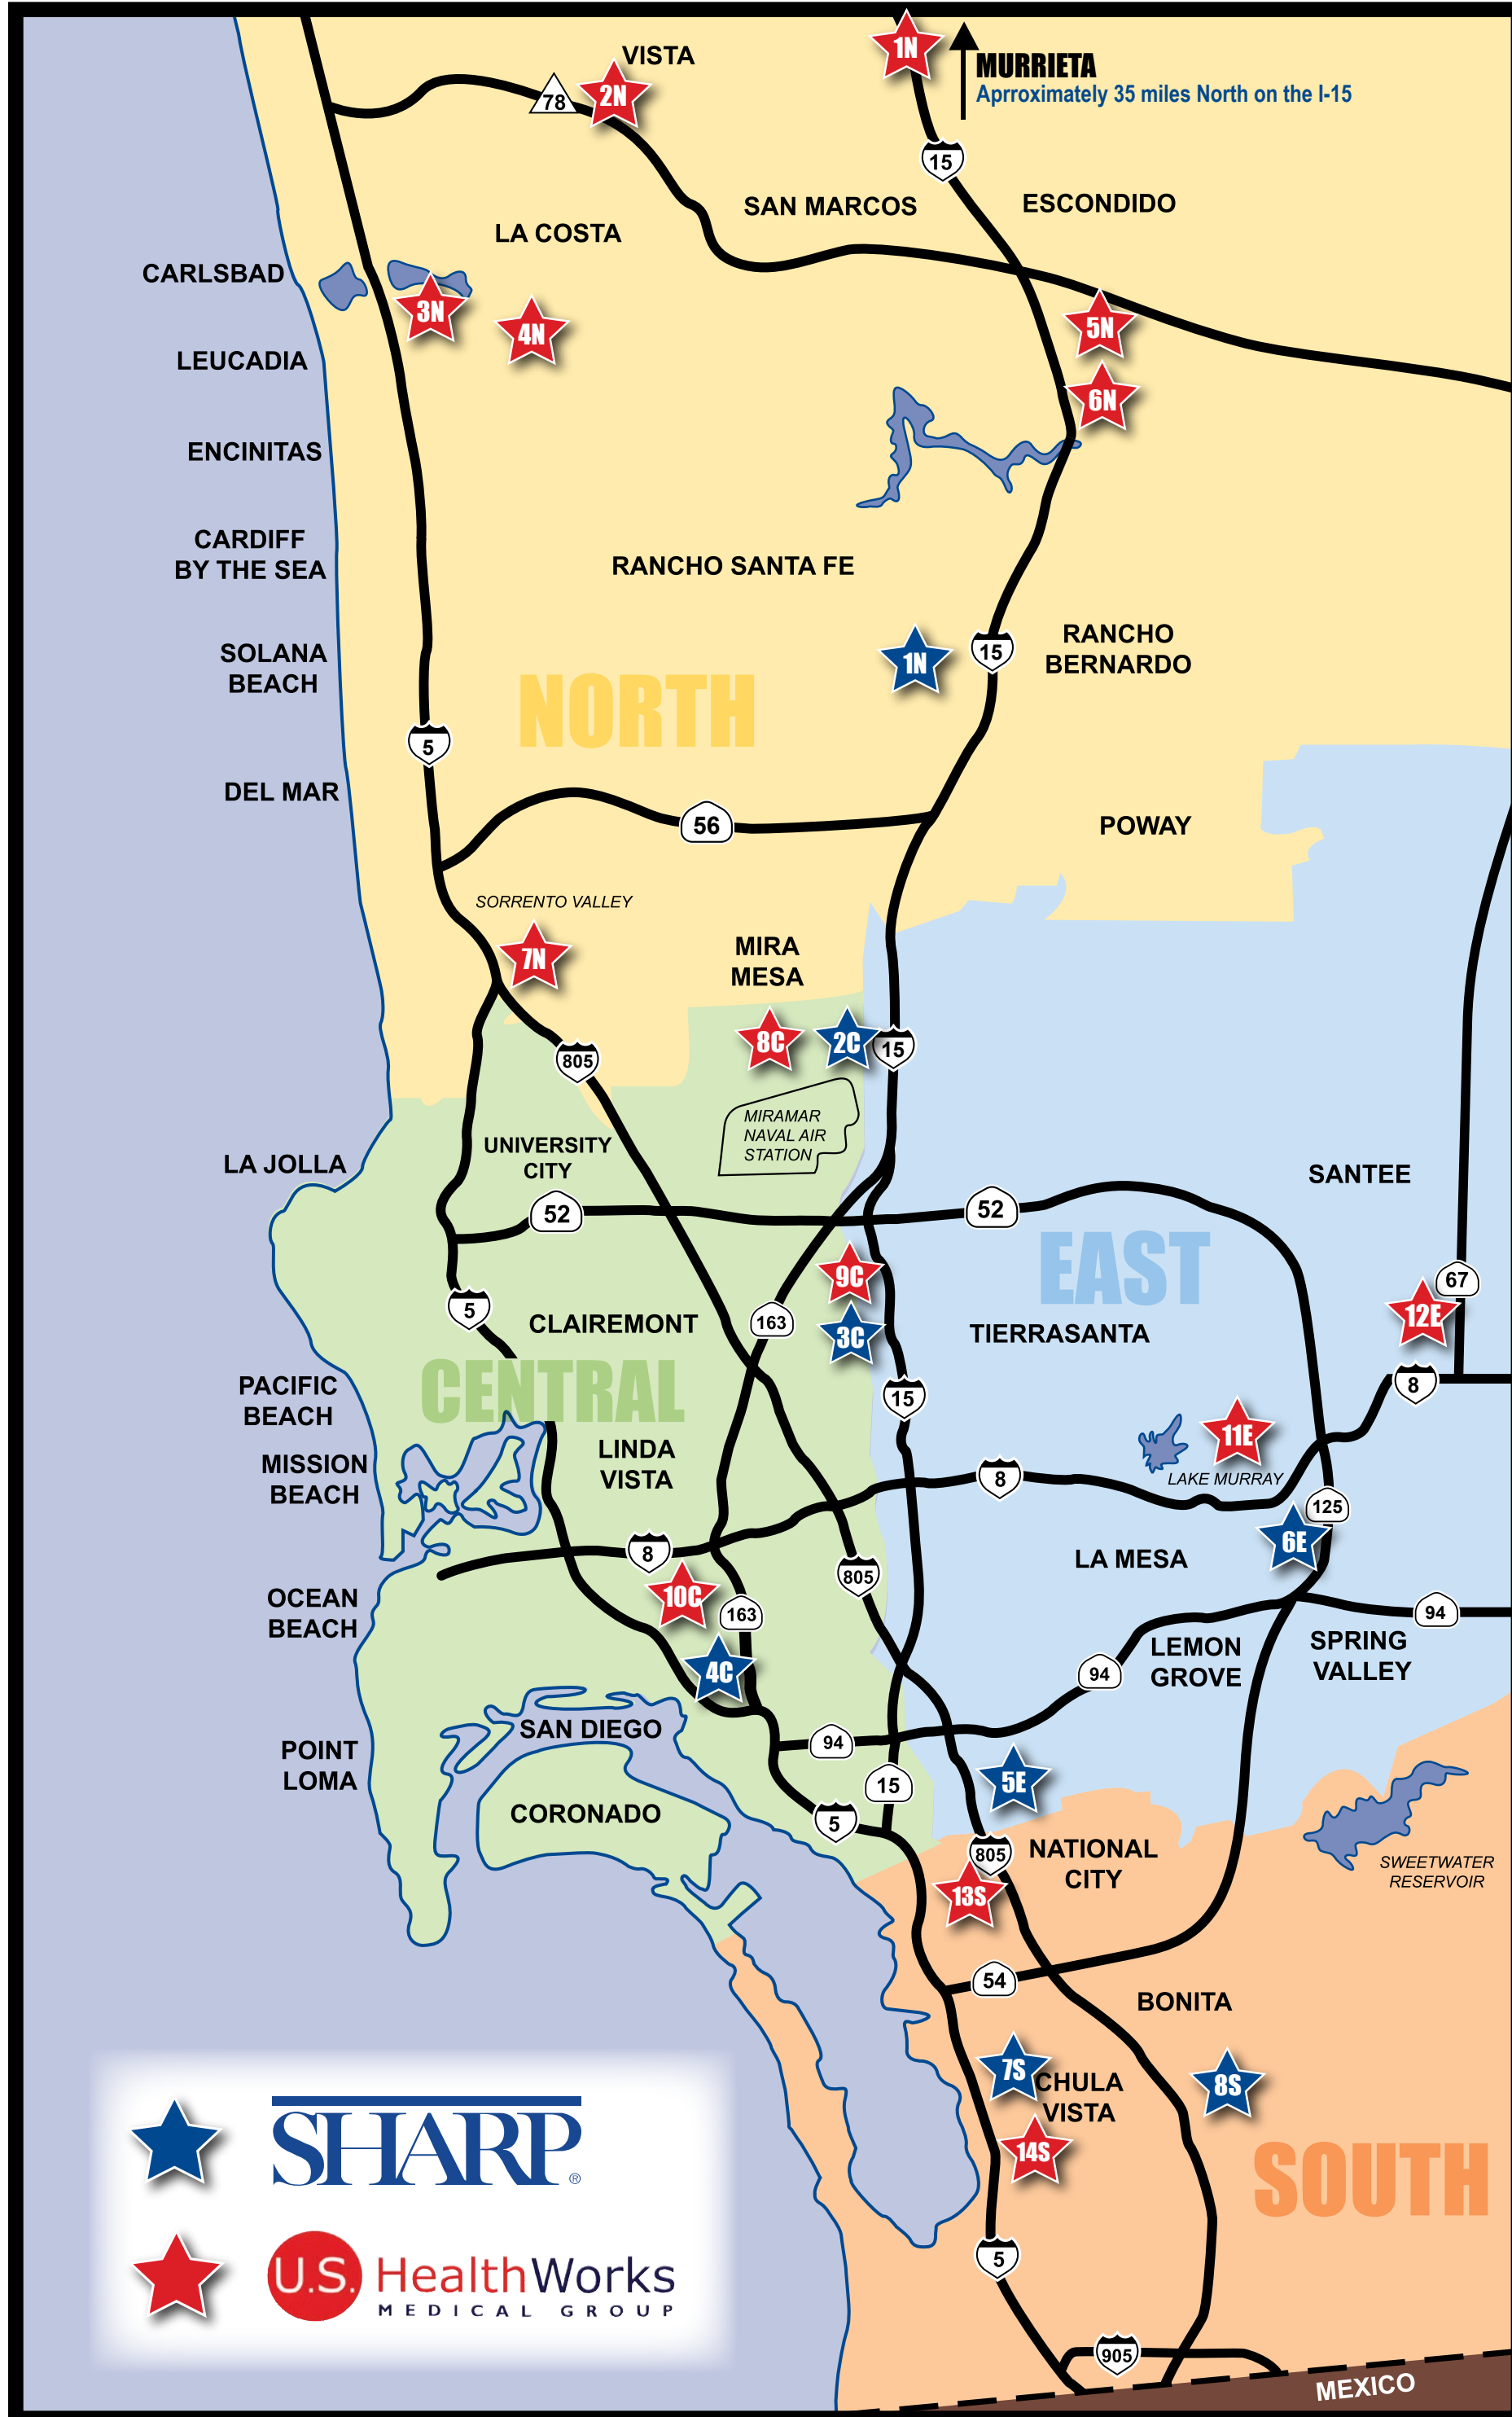 1N
MURRIETA
Aprroximately 35 miles North on the I-15
VISTA
78
2N
15
SAN MARCOS
ESCONDIDO
LA COSTA
CARLSBAD
3N
4N
5N
LEUCADIA
6N
ENCINITAS
CARDIFF
BY THE SEA
RANCHO SANTA FE
SOLANA
BEACH
1N
15
RANCHO
BERNARDO
NORTH
5
DEL MAR
56
POWAY
SORRENTO VALLEY
7N
MIRA
MESA
8C
2C
15
805
MIRAMAR
NAVAL AIR
STATION
UNIVERSITY
CITY
LA JOLLA
SANTEE
52
52
EAST
9C
67
5
CLAIREMONT
163
3C
TIERRASANTA
12E
CENTRAL
PACIFIC
BEACH
15
8
11E
LINDA
VISTA
MISSION
BEACH
8
LAKE MURRAY
125
6E
8
LA MESA
805
10C
OCEAN
BEACH
163
94
LEMON
GROVE
SPRING
VALLEY
4C
94
SAN DIEGO
94
POINT
LOMA
5E
15
CORONADO
5
NATIONAL
CITY
805
SWEETWATER
RESERVOIR
13S
54
BONITA
7S
CHULA
VISTA
8S
14S
SOUTH
SHARP®
U.S. HealthWorks
MEDICAL GROUP
5
905
MEXICO